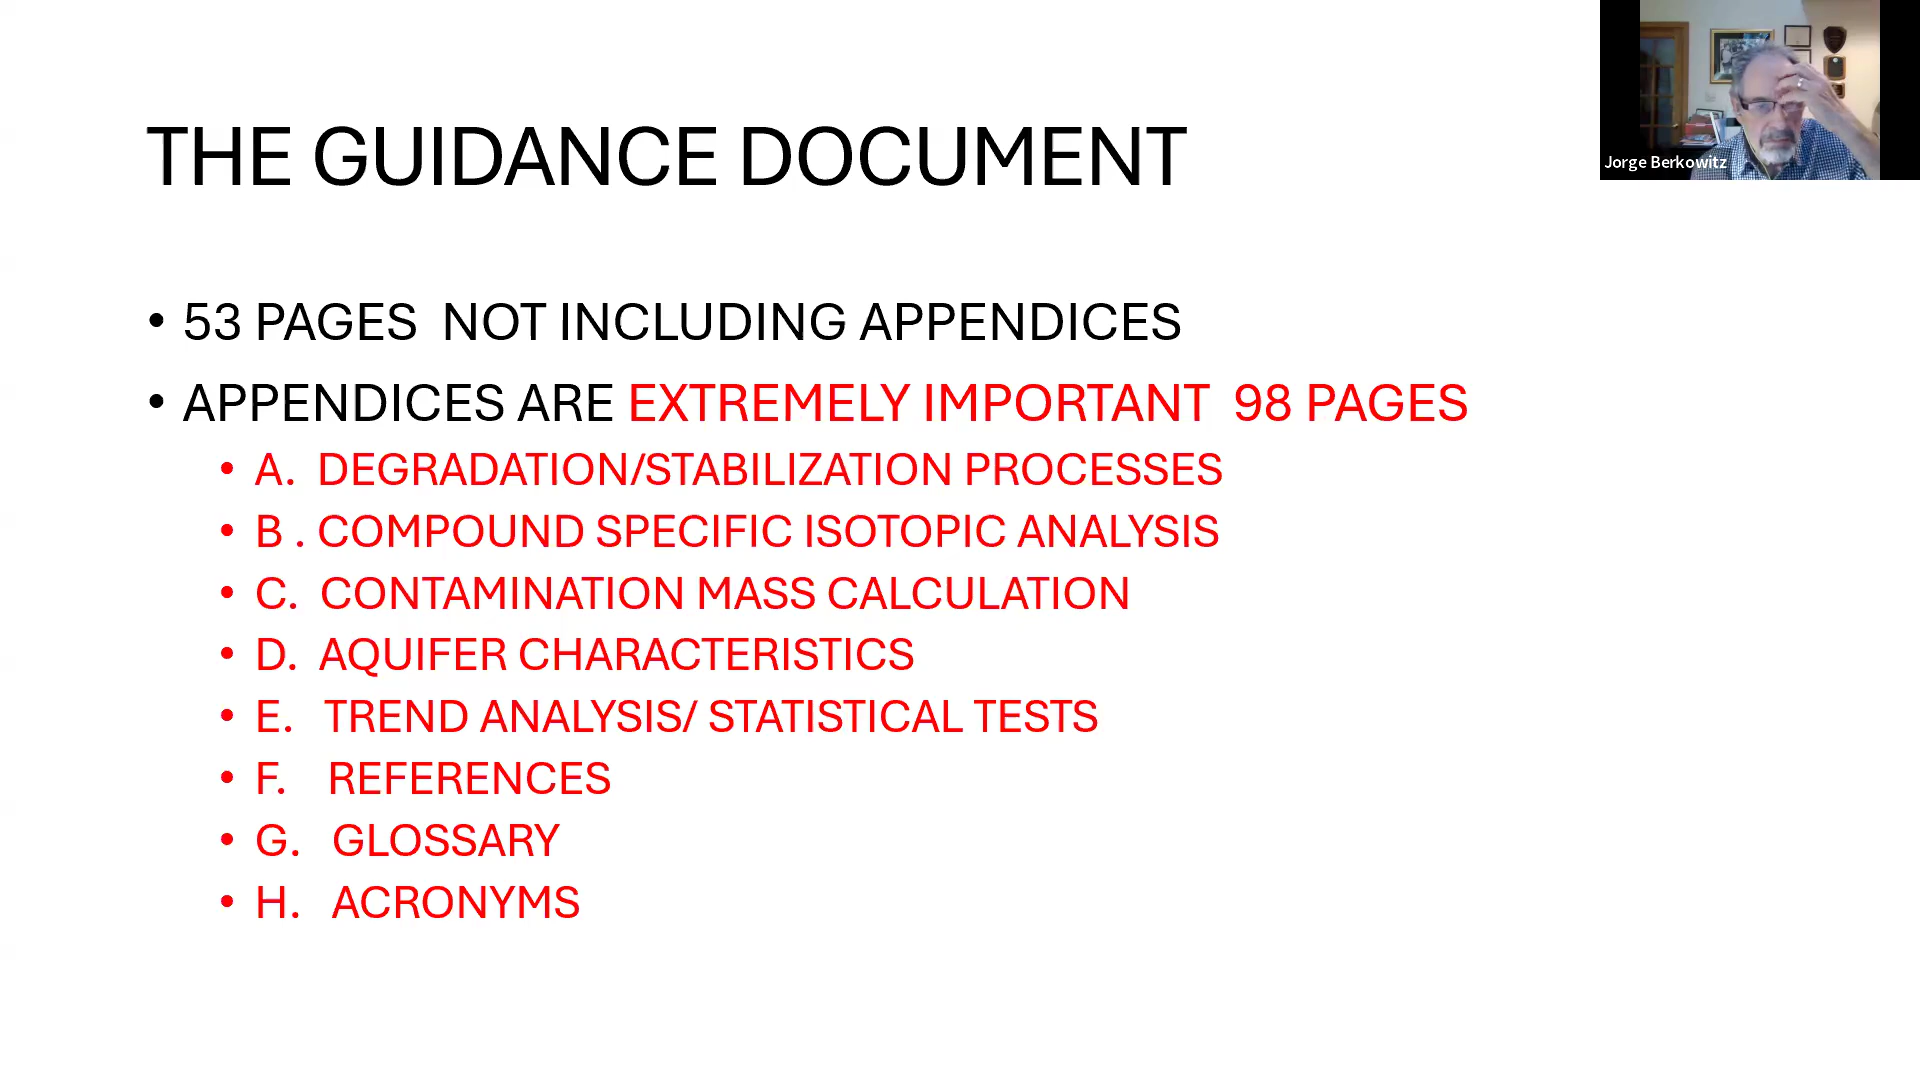 THE GUIDANCE DOCUMENT
• 53 PAGES  NOT INCLUDING APPENDICES
• APPENDICES ARE EXTREMELY IMPORTANT  98 PAGES
• A.  DEGRADATION/STABILIZATION PROCESSES
• B . COMPOUND SPECIFIC ISOTOPIC ANALYSIS
• C.  CONTAMINATION MASS CALCULATION
• D.  AQUIFER CHARACTERISTICS
• E.   TREND ANALYSIS/ STATISTICAL TESTS
• F.    REFERENCES
• G.   GLOSSARY
• H.   ACRONYMS
Jorge Berkowitz